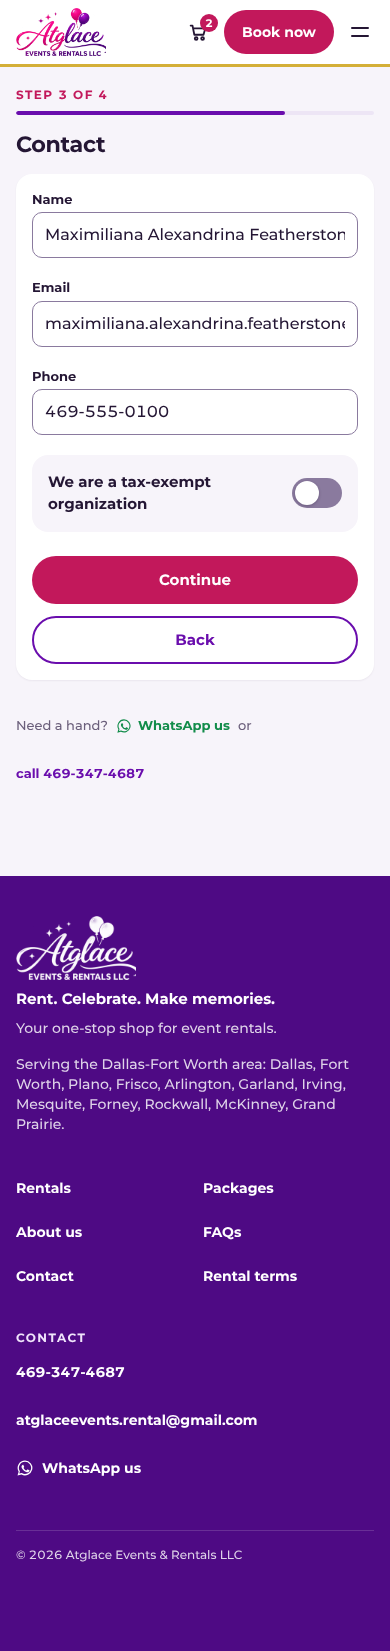 Atglace
EVENTS & RENTALS LLC
2
Book now
STEP 3 OF 4
Contact
Name
Maximiliana Alexandrina Featherston
Email
maximiliana.alexandrina.featherstone
Phone
469-555-0100
We are a tax-exempt
organization
Continue
Back
Need a hand? WhatsApp us or
call 469-347-4687
Atglace
EVENTS & RENTALS LLC
Rent. Celebrate. Make memories.
Your one-stop shop for event rentals.
Serving the Dallas-Fort Worth area: Dallas, Fort
Worth, Plano, Frisco, Arlington, Garland, Irving,
Mesquite, Forney, Rockwall, McKinney, Grand
Prairie.
Rentals
Packages
About us
FAQs
Contact
Rental terms
CONTACT
469-347-4687
atglaceevents.rental@gmail.com
WhatsApp us
© 2026 Atglace Events & Rentals LLC